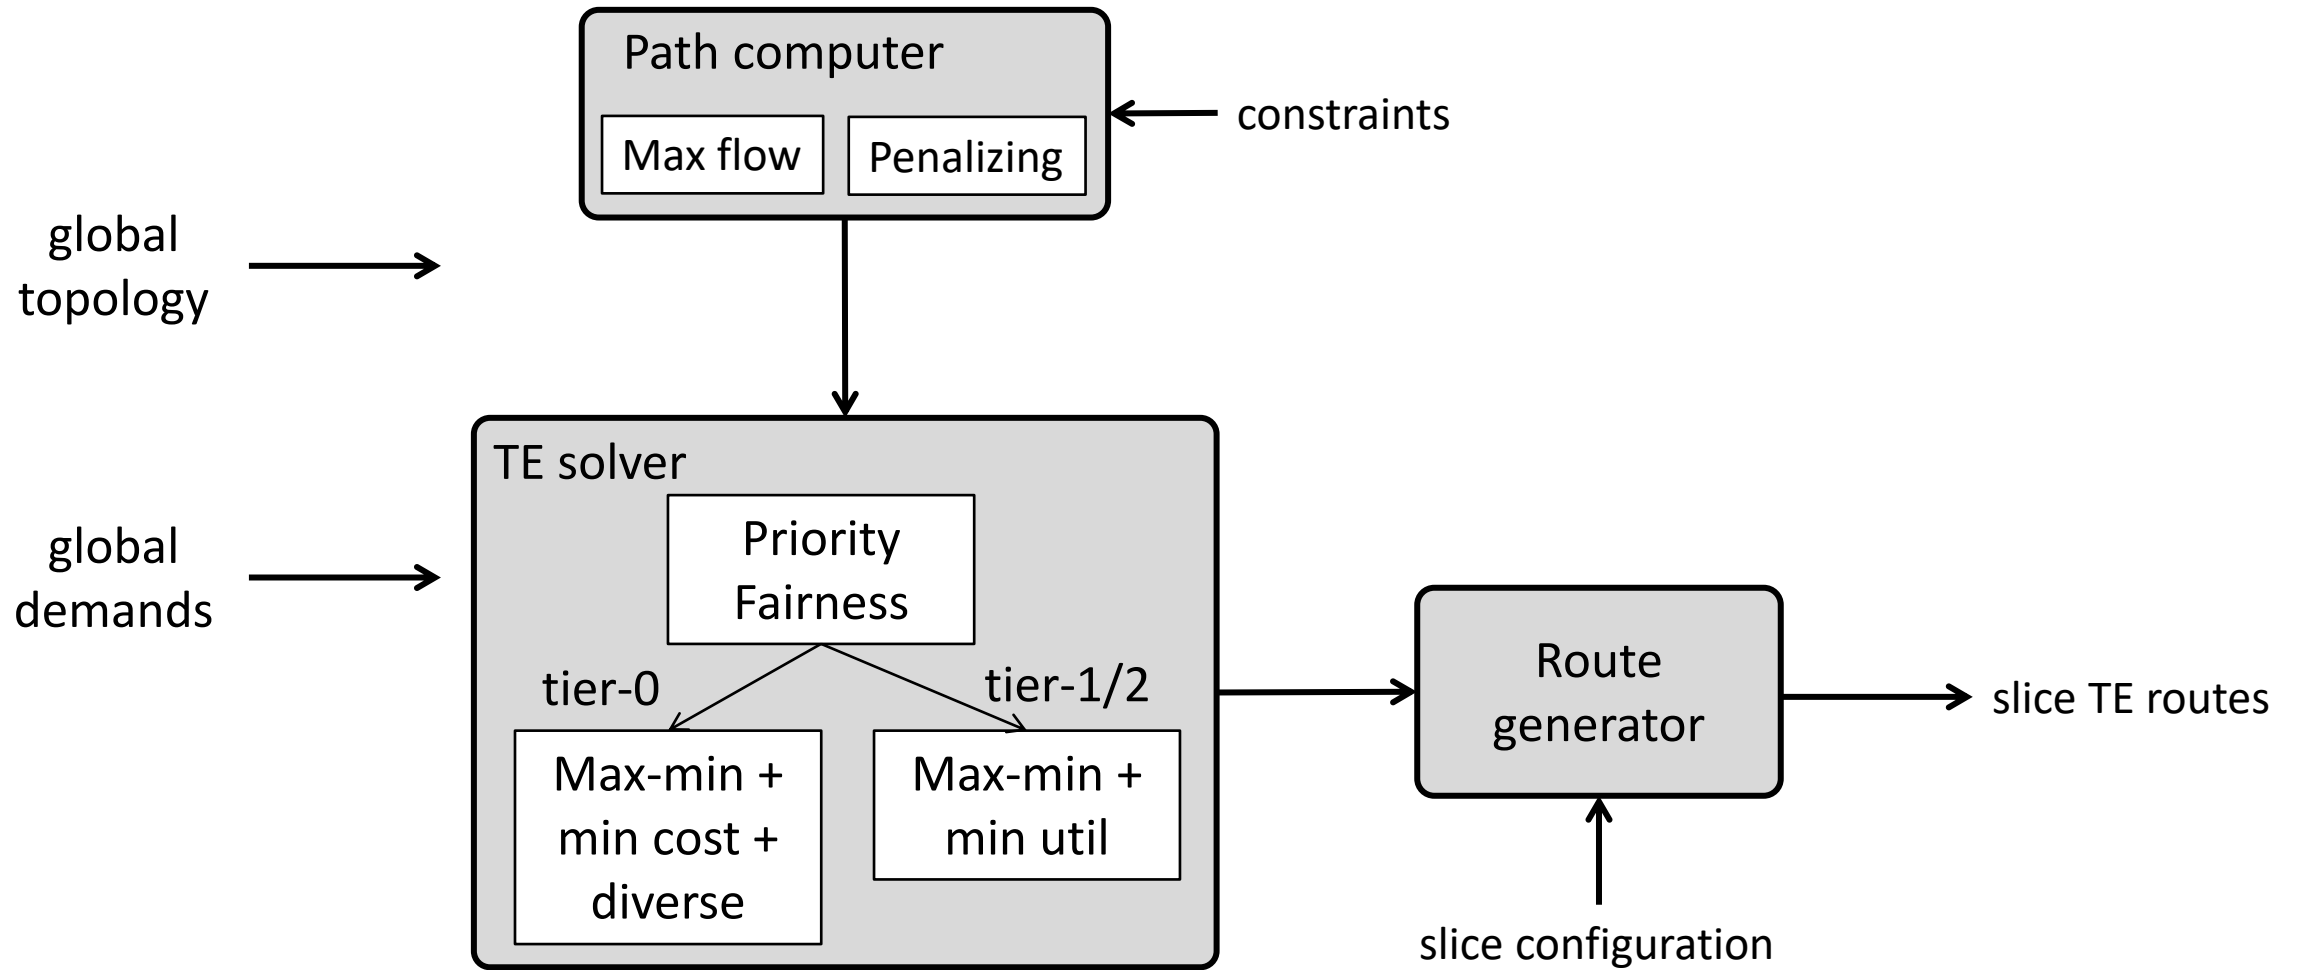 Path computer
Max flow
Penalizing
constraints
global
topology
TE solver
global
demands
Priority
Fairness
tier-0
tier-1/2
Max-min +
min cost +
diverse
Max-min +
min util
Route
generator
slice TE routes
slice configuration